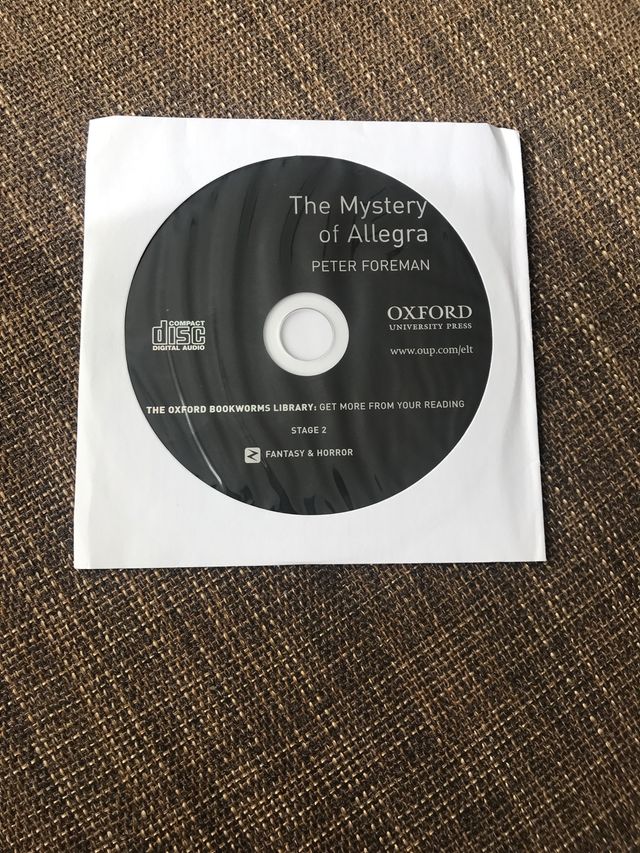 The Mystery
of Allegra
PETER FOREMAN
COMPACT
disc
DIGITAL AUDIO
OXFORD
UNIVERSITY PRESS
www.oup.com/elt
THE OXFORD BOOKWORMS LIBRARY: GET MORE FROM YOUR READING
STAGE 2
FANTASY & HORROR